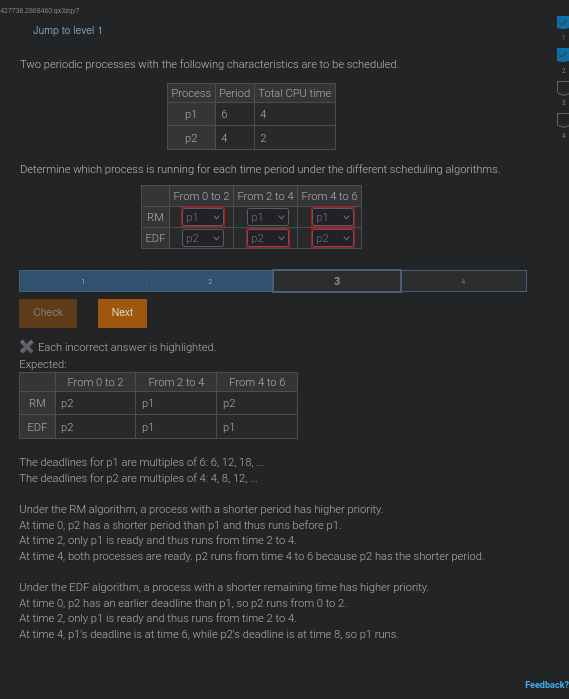 427736.2868460.qx3zqy7
Jump to level 1
1
2
3
4
Two periodic processes with the following characteristics are to be scheduled.
Process Period Total CPU time
p1 6 4
p2 4 2
Determine which process is running for each time period under the different scheduling algorithms.
From 0 to 2 From 2 to 4 From 4 to 6
RM p1 p1 p1
EDF p2 p2 p2
1 2 3 4
Check Next
Each incorrect answer is highlighted.
Expected:
From 0 to 2 From 2 to 4 From 4 to 6
RM p2 p1 p2
EDF p2 p1 p1
The deadlines for p1 are multiples of 6: 6, 12, 18, ...
The deadlines for p2 are multiples of 4: 4, 8, 12, ...
Under the RM algorithm, a process with a shorter period has higher priority.
At time 0, p2 has a shorter period than p1 and thus runs before p1.
At time 2, only p1 is ready and thus runs from time 2 to 4.
At time 4, both processes are ready. p2 runs from time 4 to 6 because p2 has the shorter period.
Under the EDF algorithm, a process with a shorter remaining time has higher priority.
At time 0, p2 has an earlier deadline than p1, so p2 runs from 0 to 2.
At time 2, only p1 is ready and thus runs from time 2 to 4.
At time 4, p1's deadline is at time 6, while p2's deadline is at time 8, so p1 runs.
Feedback?